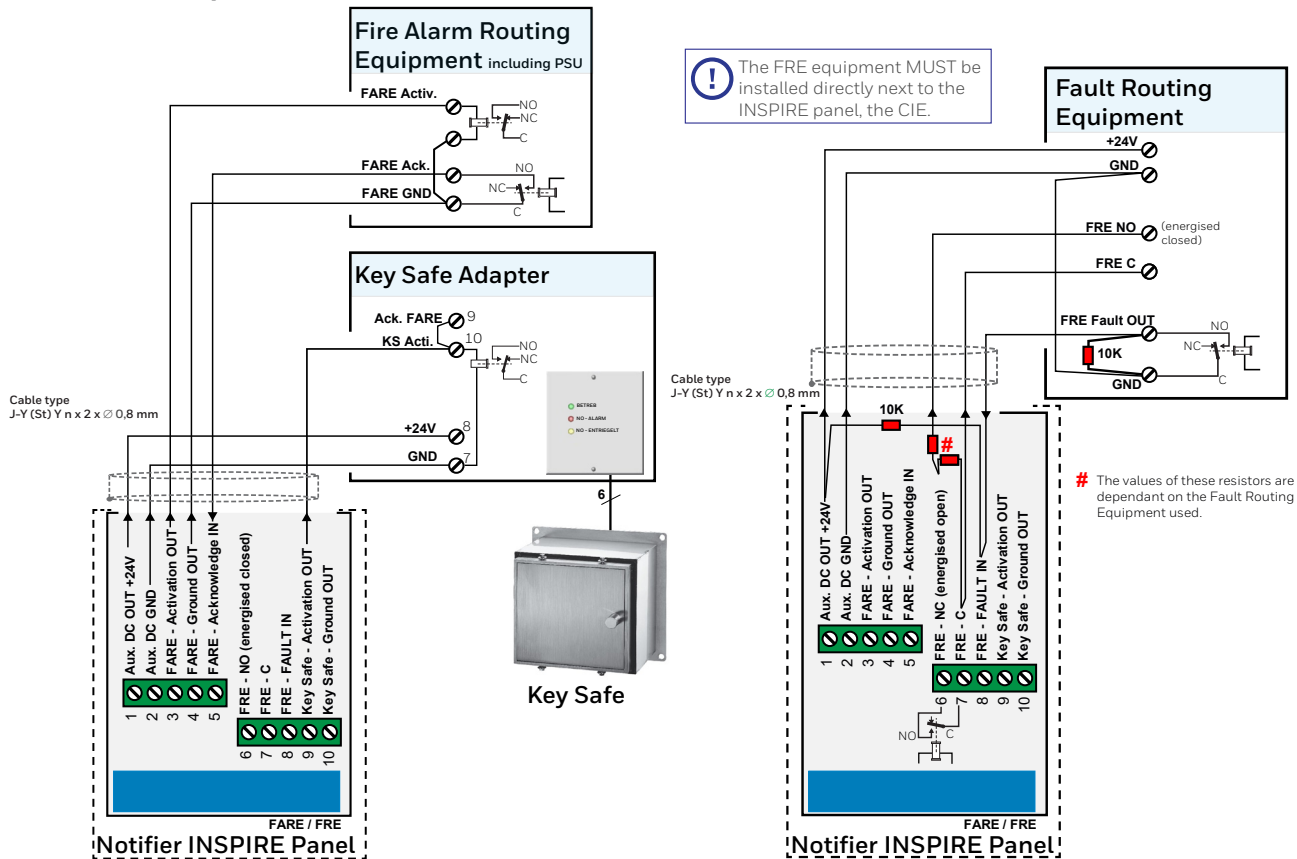 Fire Alarm Routing
Equipment including PSU
FARE Activ.
NO
NC
C
FARE Ack.
NO
FARE GND
NC
C
Key Safe Adapter
Ack. FARE 9
KS Acti. 10
NO
NC
C
BETREB
NO - ALARM
NO - ENTRIEGELT
+24V 8
GND 7
6
Key Safe
Cable type
J-Y (St) Y n x 2 x ∅ 0,8 mm
Aux. DC OUT +24V
Aux. DC GND
FARE - Activation OUT
FARE - Ground OUT
FARE - Acknowledge IN
FRE - NO (energised closed)
FRE - C
FRE - FAULT IN
Key Safe - Activation OUT
Key Safe - Ground OUT
1 2 3 4 5
6 7 8 9 10
FARE / FRE
Notifier INSPIRE Panel
! The FRE equipment MUST be
installed directly next to the
INSPIRE panel, the CIE.
Fault Routing
Equipment
+24V
GND
FRE NO (energised
closed)
FRE C
FRE Fault OUT
NO
NC
10K
C
GND
Cable type
J-Y (St) Y n x 2 x ∅ 0,8 mm
10K
#
# The values of these resistors are
dependant on the Fault Routing
Equipment used.
Aux. DC OUT +24V
Aux. DC GND
FARE - Activation OUT
FARE - Ground OUT
FARE - Acknowledge IN
FRE - NC (energised open)
FRE - C
FRE - FAULT IN
Key Safe - Activation OUT
Key Safe - Ground OUT
1 2 3 4 5
6 7 8 9 10
NO
C
FARE / FRE
Notifier INSPIRE Panel